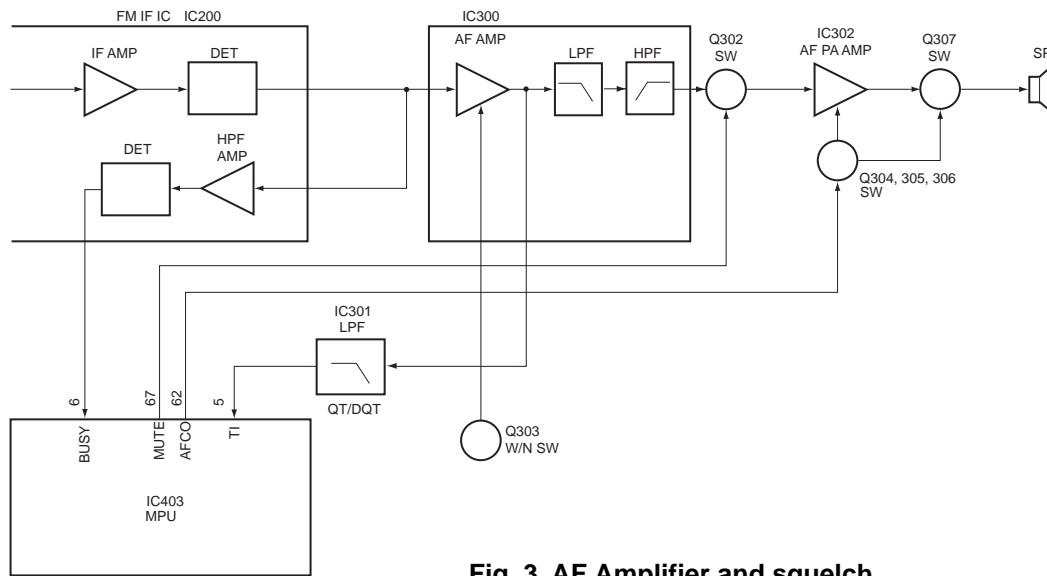 FM IF IC   IC200
IC300
AF AMP
IF AMP
DET
LPF
HPF
Q302
SW
IC302
AF PA AMP
Q307
SW
SP
DET
HPF
AMP
Q304, 305, 306
SW
IC301
LPF
QT/DQT
Q303
W/N SW
6
67
62
5
BUSY
MUTE
AFCO
TI
IC403
MPU
Fig. 3 AF Amplifier and squelch